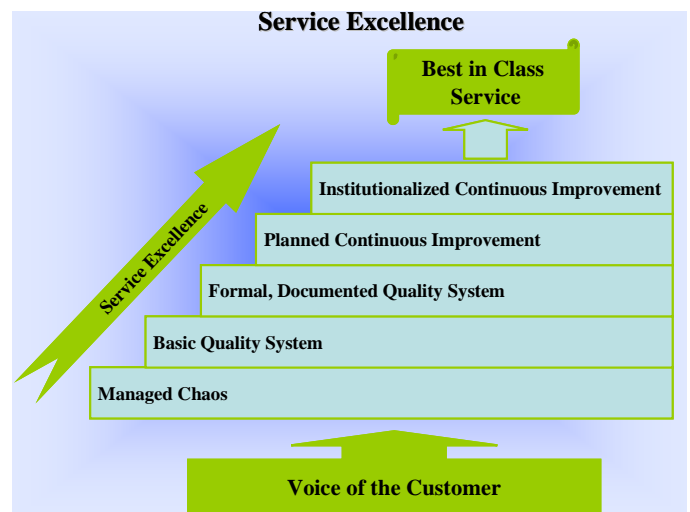 Service Excellence
Best in Class
Service
Service Excellence
Institutionalized Continuous Improvement
Planned Continuous Improvement
Formal, Documented Quality System
Basic Quality System
Managed Chaos
Voice of the Customer